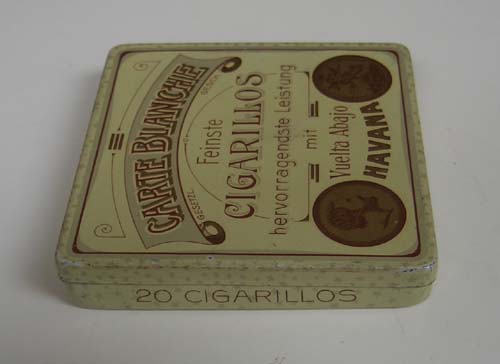 CARTE BLANCHE
GESETZL. GESCH.
Feinste
CIGARILLOS
hervorragendste Leistung
mit
Vuelta Abajo
HAVANA
20 CIGARILLOS